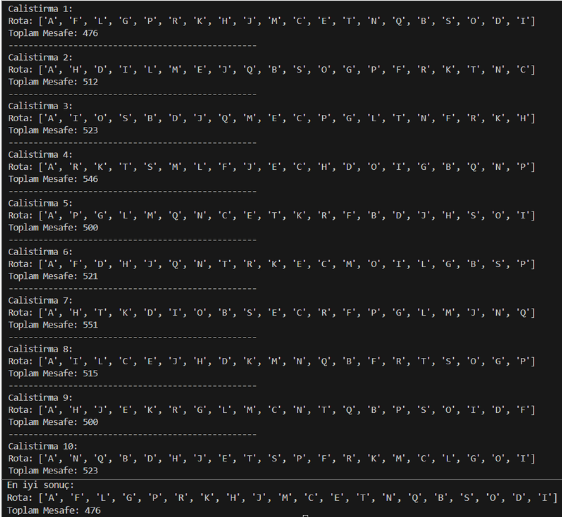 Calistirma 1:
Rota: ['A', 'F', 'L', 'G', 'P', 'R', 'K', 'H', 'J', 'M', 'C', 'E', 'T', 'N', 'Q', 'B', 'S', 'O', 'D', 'I']
Toplam Mesafe: 476
------------------------------------------------
Calistirma 2:
Rota: ['A', 'H', 'D', 'I', 'L', 'M', 'E', 'J', 'Q', 'B', 'S', 'O', 'G', 'P', 'F', 'R', 'K', 'T', 'N', 'C']
Toplam Mesafe: 512
------------------------------------------------
Calistirma 3:
Rota: ['A', 'I', 'O', 'S', 'B', 'D', 'J', 'Q', 'M', 'E', 'C', 'P', 'G', 'L', 'T', 'N', 'F', 'R', 'K', 'H']
Toplam Mesafe: 523
------------------------------------------------
Calistirma 4:
Rota: ['A', 'R', 'K', 'T', 'S', 'M', 'L', 'F', 'J', 'E', 'C', 'H', 'D', 'O', 'I', 'G', 'B', 'Q', 'N', 'P']
Toplam Mesafe: 546
------------------------------------------------
Calistirma 5:
Rota: ['A', 'P', 'G', 'L', 'M', 'Q', 'N', 'C', 'E', 'T', 'K', 'R', 'F', 'B', 'D', 'J', 'H', 'S', 'O', 'I']
Toplam Mesafe: 500
------------------------------------------------
Calistirma 6:
Rota: ['A', 'F', 'D', 'H', 'J', 'Q', 'N', 'T', 'R', 'K', 'E', 'C', 'M', 'O', 'I', 'L', 'G', 'B', 'S', 'P']
Toplam Mesafe: 521
------------------------------------------------
Calistirma 7:
Rota: ['A', 'H', 'T', 'K', 'D', 'I', 'O', 'B', 'S', 'E', 'C', 'R', 'F', 'P', 'G', 'L', 'M', 'J', 'N', 'Q']
Toplam Mesafe: 551
------------------------------------------------
Calistirma 8:
Rota: ['A', 'I', 'L', 'C', 'E', 'J', 'H', 'D', 'K', 'M', 'N', 'Q', 'B', 'F', 'R', 'T', 'S', 'O', 'G', 'P']
Toplam Mesafe: 515
------------------------------------------------
Calistirma 9:
Rota: ['A', 'H', 'J', 'E', 'K', 'R', 'G', 'L', 'M', 'C', 'N', 'T', 'Q', 'B', 'P', 'S', 'O', 'I', 'D', 'F']
Toplam Mesafe: 500
------------------------------------------------
Calistirma 10:
Rota: ['A', 'N', 'Q', 'B', 'D', 'H', 'J', 'E', 'T', 'S', 'P', 'F', 'R', 'K', 'M', 'C', 'L', 'G', 'O', 'I']
Toplam Mesafe: 523
En iyi sonuç:
Rota: ['A', 'F', 'L', 'G', 'P', 'R', 'K', 'H', 'J', 'M', 'C', 'E', 'T', 'N', 'Q', 'B', 'S', 'O', 'D', 'I']
Toplam Mesafe: 476